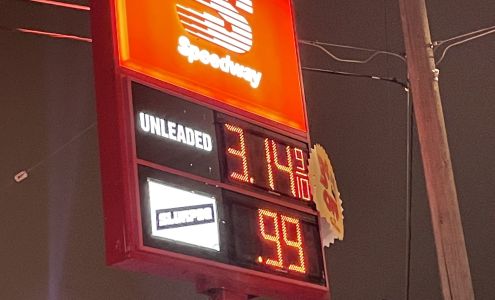 S
Speedway
UNLEADED 3.14 9/10
SLURPEE .99